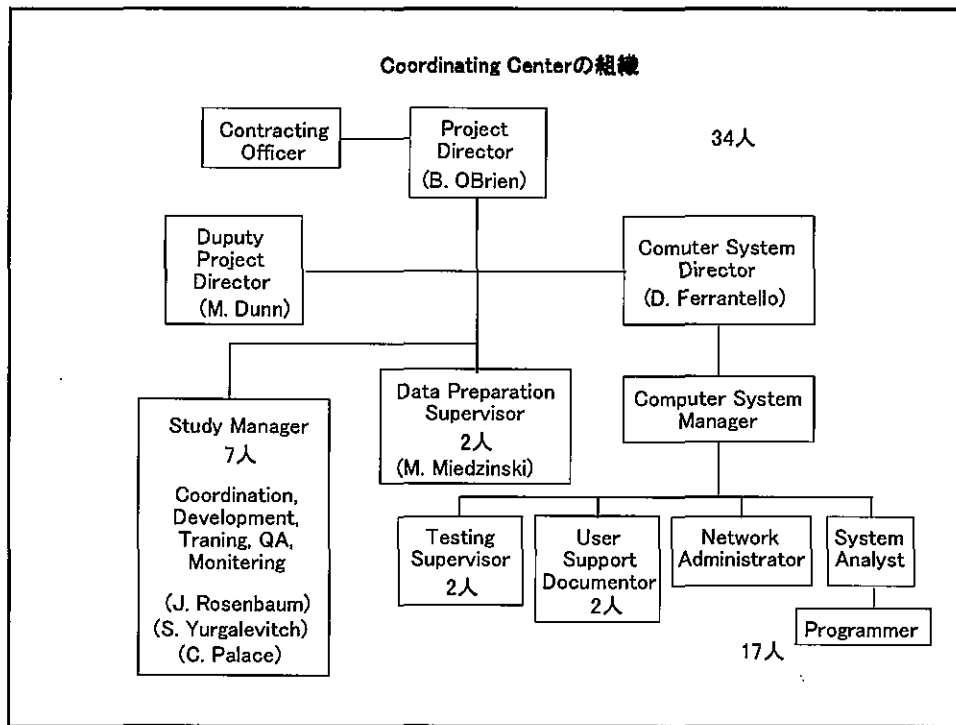 Coordinating Centerの組織
Contracting
Officer
Project
Director
(B. OBrien)
34人
Duputy
Project
Director
(M. Dunn)
Comuter System
Director
(D. Ferrantello)
Study Manager
7人
Coordination,
Development,
Traning, QA,
Monitering
(J. Rosenbaum)
(S. Yurgalevitch)
(C. Palace)
Data Preparation
Supervisor
2人
(M. Miedzinski)
Computer System
Manager
Testing
Supervisor
2人
User
Support
Documentor
2人
Network
Administrator
System
Analyst
Programmer
17人